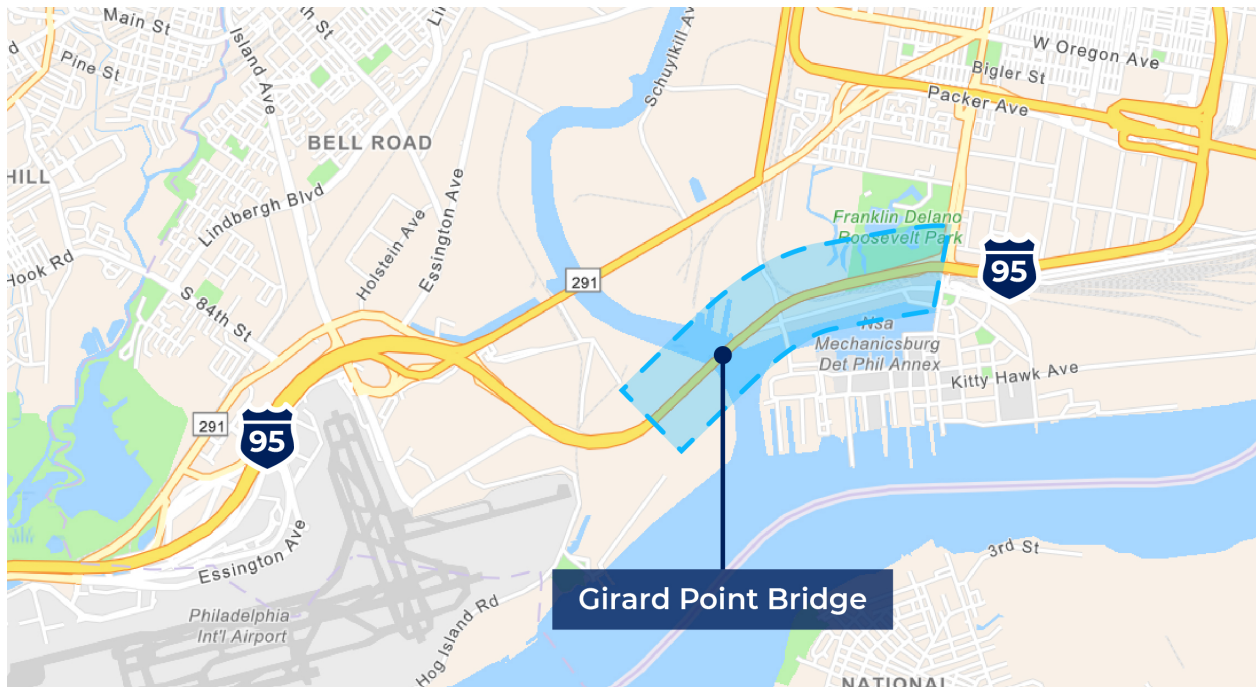 Main St
Pine St
Island Ave
Schuylkill Av
W Oregon Ave
Bigler St
Packer Ave
BELL ROAD
HILL
Lindbergh Blvd
Essington Ave
Holstein Ave
Franklin Delano
Roosevelt Park
Hook Rd
S 84th St
291
95
Nsa
Mechanicsburg
Det Phil Annex
Kitty Hawk Ave
291
95
Essington Ave
3rd St
Girard Point Bridge
Philadelphia
Int'l Airport
Hog Island Rd
NATIONAL